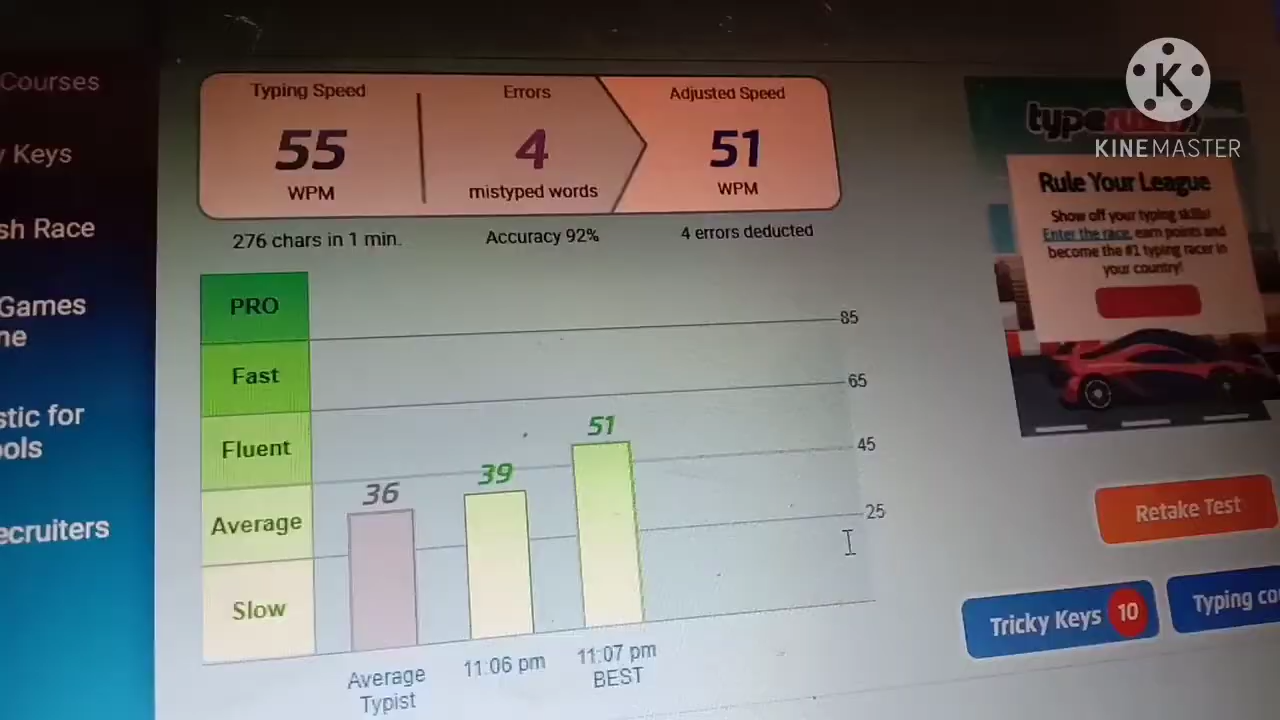 Courses
y Keys
sh Race
Games
ne
stic for
ools
ecruiters
Typing Speed
55
WPM
276 chars in 1 min.
Errors
4
mistyped words
Accuracy 92%
Adjusted Speed
51
WPM
4 errors deducted
PRO
Fast
Fluent
Average
Slow
85
65
45
25
36
39
51
Average
Typist
11:06 pm
11:07 pm
BEST
K
KINEMASTER
Rule Your League
Show off your typing skills!
Enter the race, earn points and
become the #1 typing racer in
your country!
Retake Test
Tricky Keys 10
Typing co